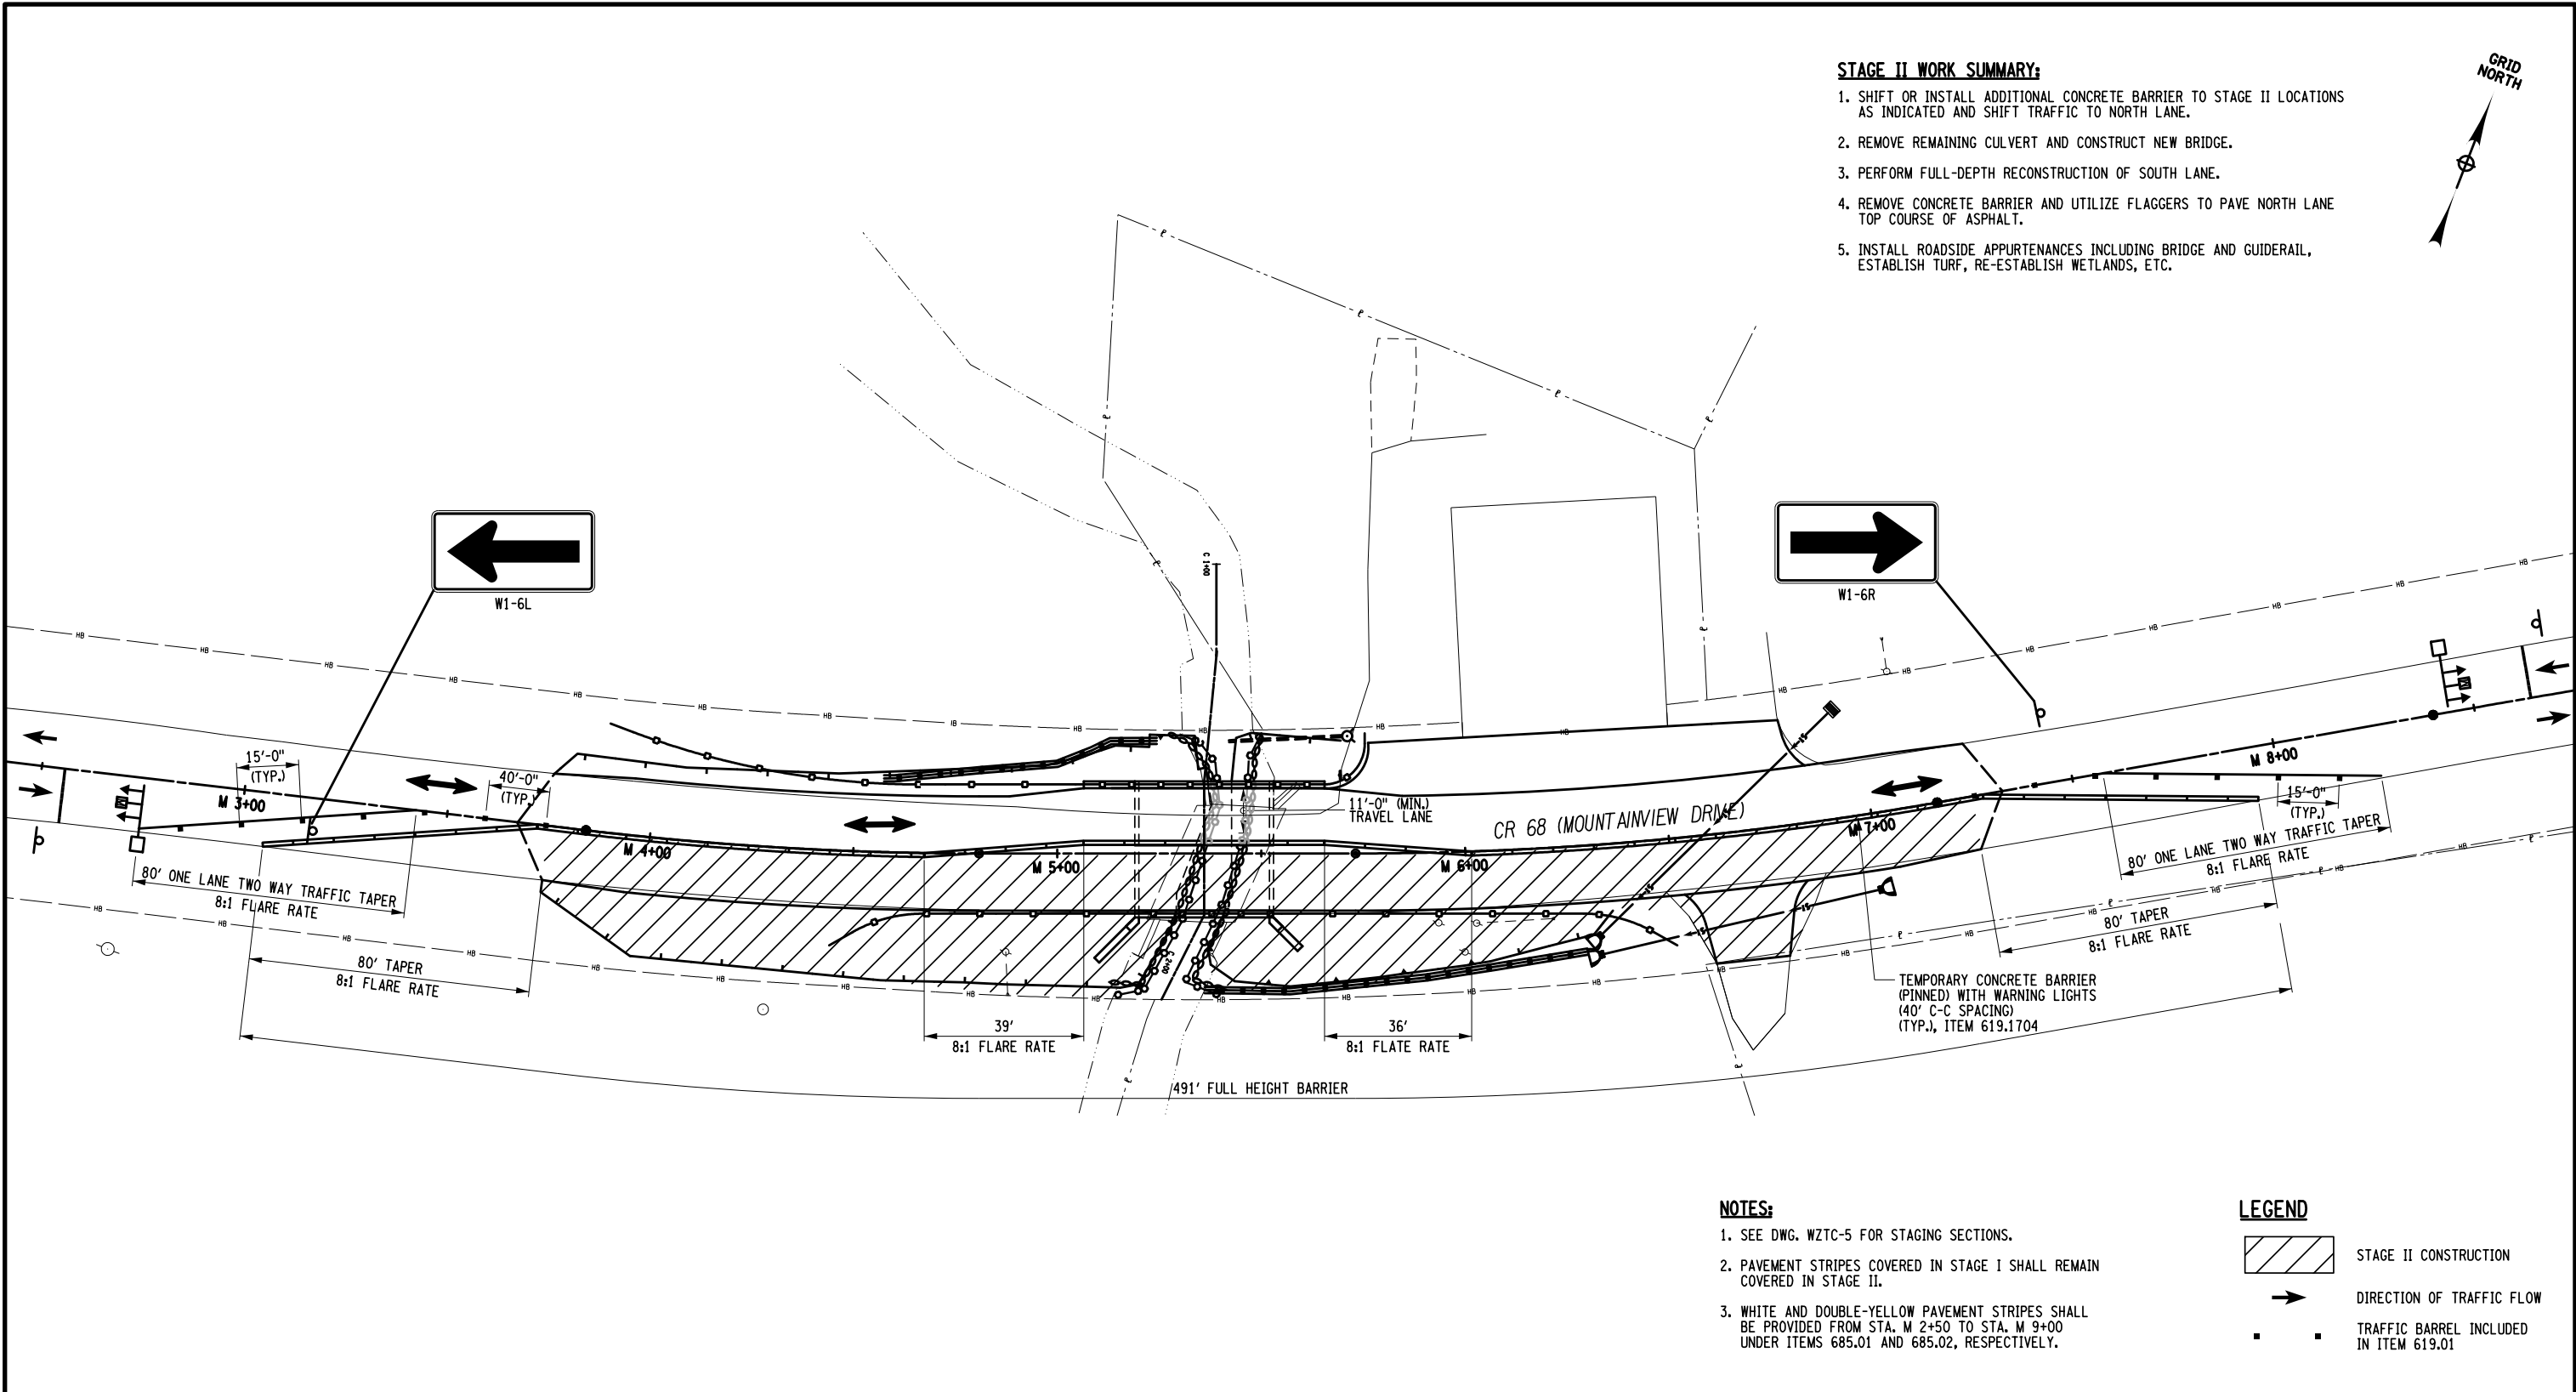 STAGE II WORK SUMMARY:
1. SHIFT OR INSTALL ADDITIONAL CONCRETE BARRIER TO STAGE II LOCATIONS
AS INDICATED AND SHIFT TRAFFIC TO NORTH LANE.
2. REMOVE REMAINING CULVERT AND CONSTRUCT NEW BRIDGE.
3. PERFORM FULL-DEPTH RECONSTRUCTION OF SOUTH LANE.
4. REMOVE CONCRETE BARRIER AND UTILIZE FLAGGERS TO PAVE NORTH LANE
TOP COURSE OF ASPHALT.
5. INSTALL ROADSIDE APPURTENANCES INCLUDING BRIDGE AND GUIDERAIL,
ESTABLISH TURF, RE-ESTABLISH WETLANDS, ETC.
GRID
NORTH
W1-6L
W1-6R
C 1+00
15'-0"
(TYP.)
40'-0"
(TYP.)
M 3+00
M 4+00
M 5+00
M 6+00
M 7+00
M 8+00
11'-0" (MIN.)
TRAVEL LANE
CR 68 (MOUNTAINVIEW DRIVE)
15'-0"
(TYP.)
80' ONE LANE TWO WAY TRAFFIC TAPER
8:1 FLARE RATE
80' ONE LANE TWO WAY TRAFFIC TAPER
8:1 FLARE RATE
80' TAPER
8:1 FLARE RATE
80' TAPER
8:1 FLARE RATE
C 2+00
39'
8:1 FLARE RATE
36'
8:1 FLATE RATE
TEMPORARY CONCRETE BARRIER
(PINNED) WITH WARNING LIGHTS
(40' C-C SPACING)
(TYP.), ITEM 619.1704
491' FULL HEIGHT BARRIER
NOTES:
1. SEE DWG. WZTC-5 FOR STAGING SECTIONS.
2. PAVEMENT STRIPES COVERED IN STAGE I SHALL REMAIN
COVERED IN STAGE II.
3. WHITE AND DOUBLE-YELLOW PAVEMENT STRIPES SHALL
BE PROVIDED FROM STA. M 2+50 TO STA. M 9+00
UNDER ITEMS 685.01 AND 685.02, RESPECTIVELY.
LEGEND
STAGE II CONSTRUCTION
DIRECTION OF TRAFFIC FLOW
TRAFFIC BARREL INCLUDED
IN ITEM 619.01